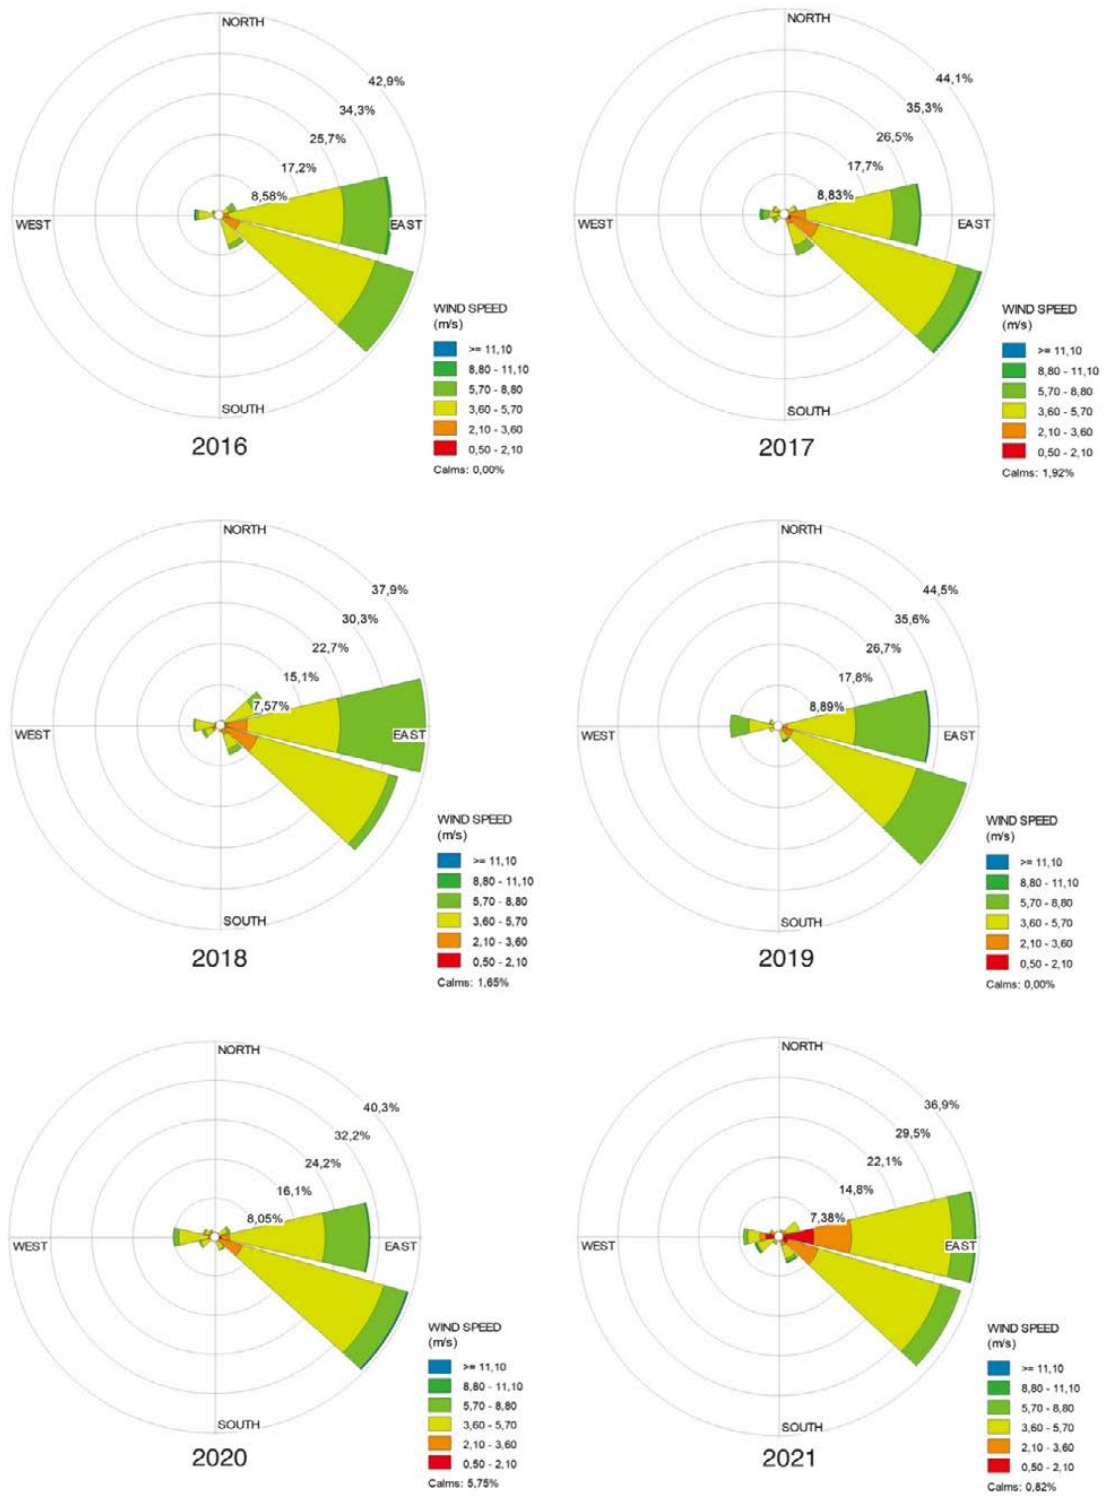 NORTH
42,9%
34,3%
25,7%
17,2%
8,58%
WEST
EAST
SOUTH
WIND SPEED
(m/s)
>= 11,10
8,80 - 11,10
5,70 - 8,80
3,60 - 5,70
2,10 - 3,60
0,50 - 2,10
Calms: 0,00%
2016
NORTH
44,1%
35,3%
26,5%
17,7%
8,83%
WEST
EAST
SOUTH
WIND SPEED
(m/s)
>= 11,10
8,80 - 11,10
5,70 - 8,80
3,60 - 5,70
2,10 - 3,60
0,50 - 2,10
Calms: 1,92%
2017
NORTH
37,9%
30,3%
22,7%
15,1%
7,57%
WEST
EAST
SOUTH
WIND SPEED
(m/s)
>= 11,10
8,80 - 11,10
5,70 - 8,80
3,60 - 5,70
2,10 - 3,60
0,50 - 2,10
Calms: 1,65%
2018
NORTH
44,5%
35,6%
26,7%
17,8%
8,89%
WEST
EAST
SOUTH
WIND SPEED
(m/s)
>= 11,10
8,80 - 11,10
5,70 - 8,80
3,60 - 5,70
2,10 - 3,60
0,50 - 2,10
Calms: 0,00%
2019
NORTH
40,3%
32,2%
24,2%
16,1%
8,05%
WEST
EAST
SOUTH
WIND SPEED
(m/s)
>= 11,10
8,80 - 11,10
5,70 - 8,80
3,60 - 5,70
2,10 - 3,60
0,50 - 2,10
Calms: 5,75%
2020
NORTH
36,9%
29,5%
22,1%
14,8%
7,38%
WEST
EAST
SOUTH
WIND SPEED
(m/s)
>= 11,10
8,80 - 11,10
5,70 - 8,80
3,60 - 5,70
2,10 - 3,60
0,50 - 2,10
Calms: 0,82%
2021